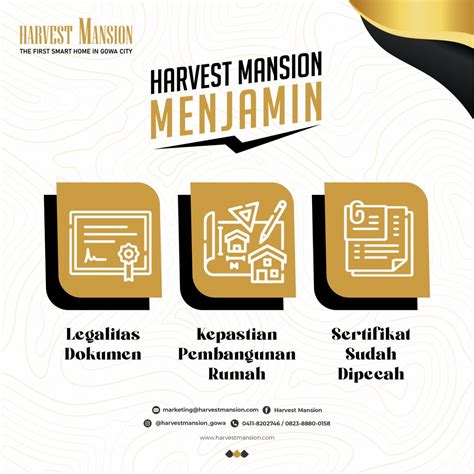 HARVEST MANSION
THE FIRST SMART HOME IN GOWA CITY
HARVEST MANSION
MENJAMIN
Legalitas
Dokumen
Kepastian
Pembangunan
Rumah
Sertifikat
Sudah
Dipecah
marketing@harvestmansion.com Harvest Mansion
@harvestmansion_gowa 0411-8202746 / 0823-8880-0158
www.harvestmansion.com